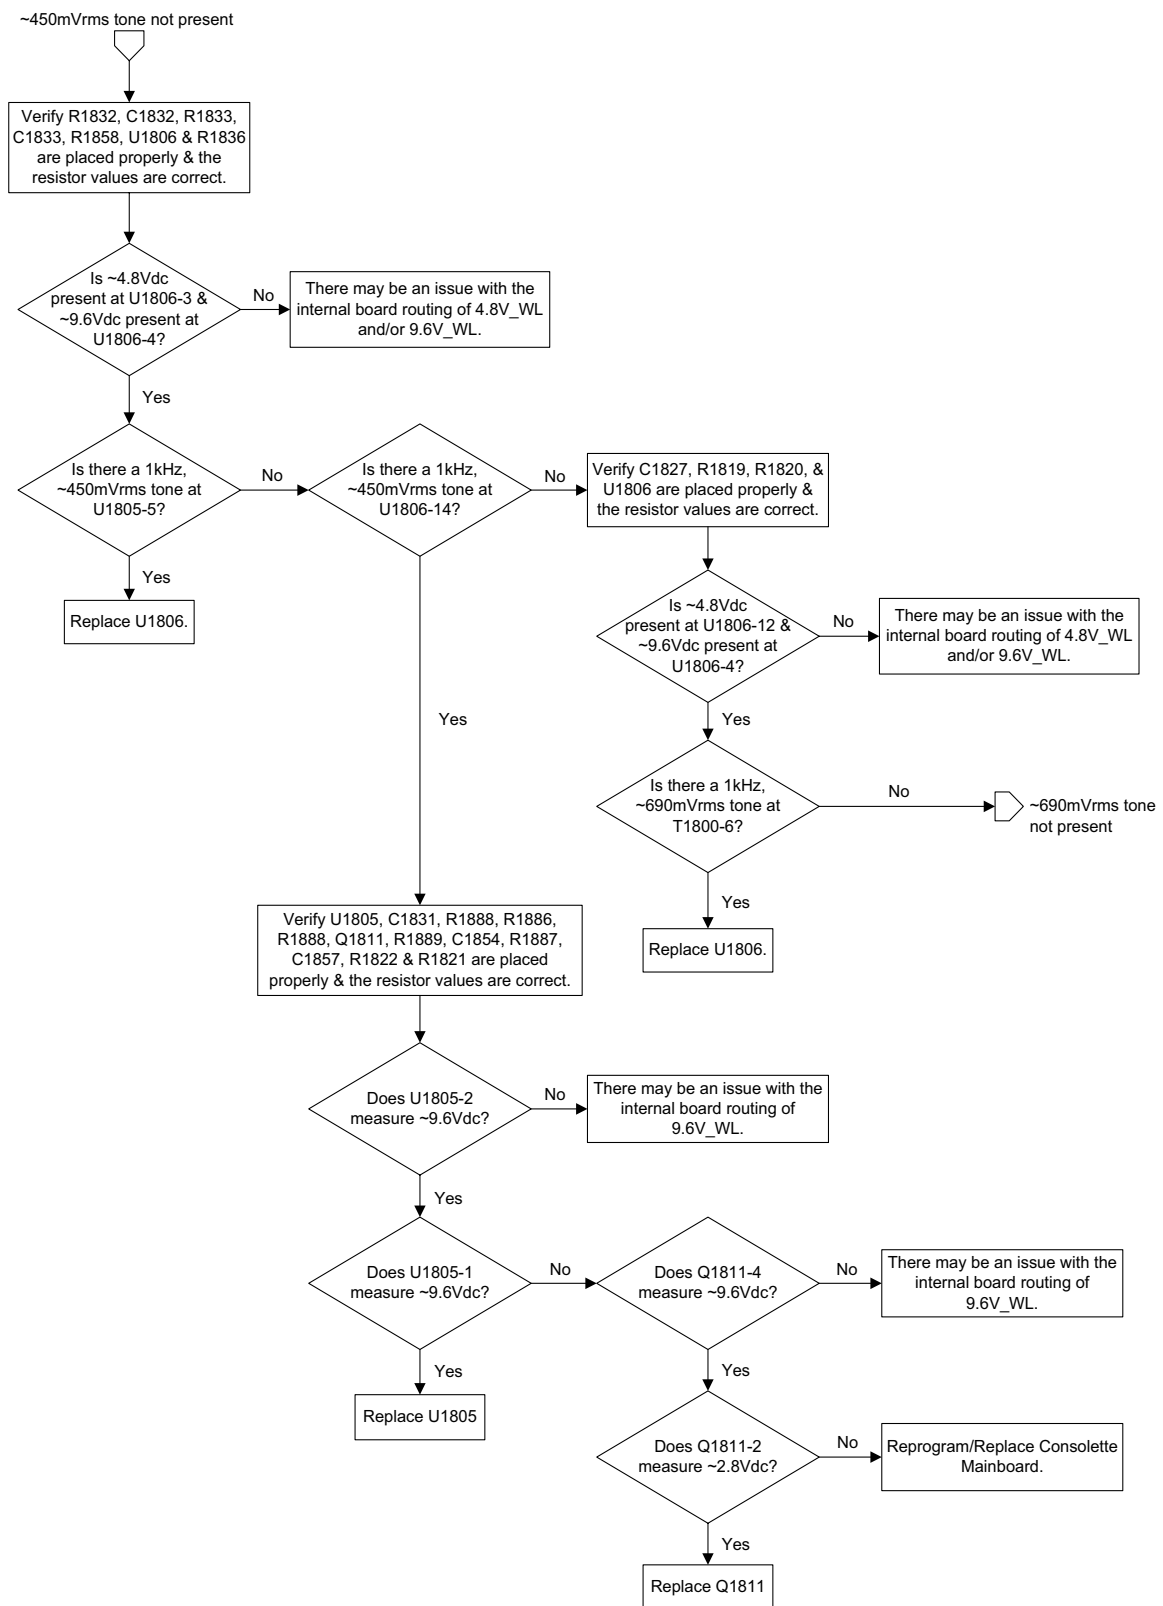 ~450mVrms tone not present
Verify R1832, C1832, R1833,
C1833, R1858, U1806 & R1836
are placed properly & the
resistor values are correct.
Is ~4.8Vdc
present at U1806-3 &
~9.6Vdc present at
U1806-4?
No
There may be an issue with the
internal board routing of 4.8V_WL
and/or 9.6V_WL.
Yes
Is there a 1kHz,
~450mVrms tone at
U1805-5?
No
Is there a 1kHz,
~450mVrms tone at
U1806-14?
No
Verify C1827, R1819, R1820, &
U1806 are placed properly &
the resistor values are correct.
Yes
Replace U1806.
Is ~4.8Vdc
present at U1806-12 &
~9.6Vdc present at
U1806-4?
No
There may be an issue with the
internal board routing of 4.8V_WL
and/or 9.6V_WL.
Yes
Yes
Is there a 1kHz,
~690mVrms tone at
T1800-6?
No
~690mVrms tone
not present
Yes
Replace U1806.
Verify U1805, C1831, R1888, R1886,
R1888, Q1811, R1889, C1854, R1887,
C1857, R1822 & R1821 are placed
properly & the resistor values are correct.
Does U1805-2
measure ~9.6Vdc?
No
There may be an issue with the
internal board routing of
9.6V_WL.
Yes
Does U1805-1
measure ~9.6Vdc?
No
Does Q1811-4
measure ~9.6Vdc?
No
There may be an issue with the
internal board routing of
9.6V_WL.
Yes
Replace U1805
Yes
Does Q1811-2
measure ~2.8Vdc?
No
Reprogram/Replace Consolette
Mainboard.
Yes
Replace Q1811